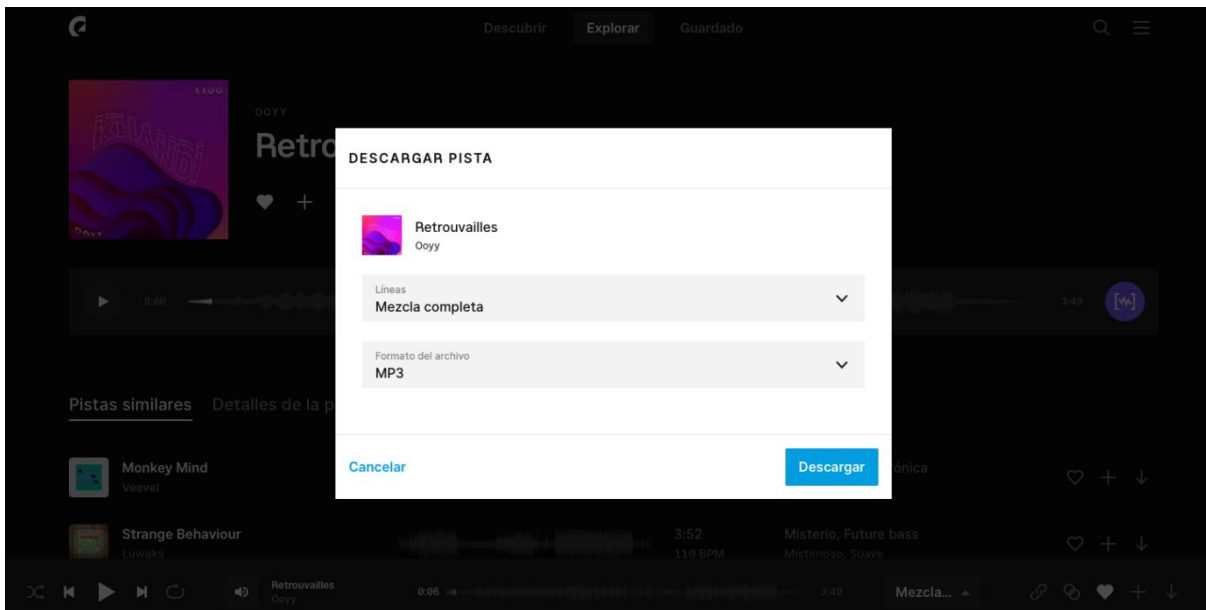 Descubrir Explorar Guardado
OOYY
Retro
DESCARGAR PISTA
Retrouvailles
Ooyy
Líneas
Mezcla completa
0:00
3:49
Formato del archivo
MP3
Pistas similares Detalles de la p
Cancelar
Descargar
Monkey Mind
Veevel
ónica
Strange Behaviour
Luwaks
3:52
110 BPM
Misterio, Future bass
Misterioso, Suave
Retrouvailles
Ooyy
0:06
3:49
Mezcla...